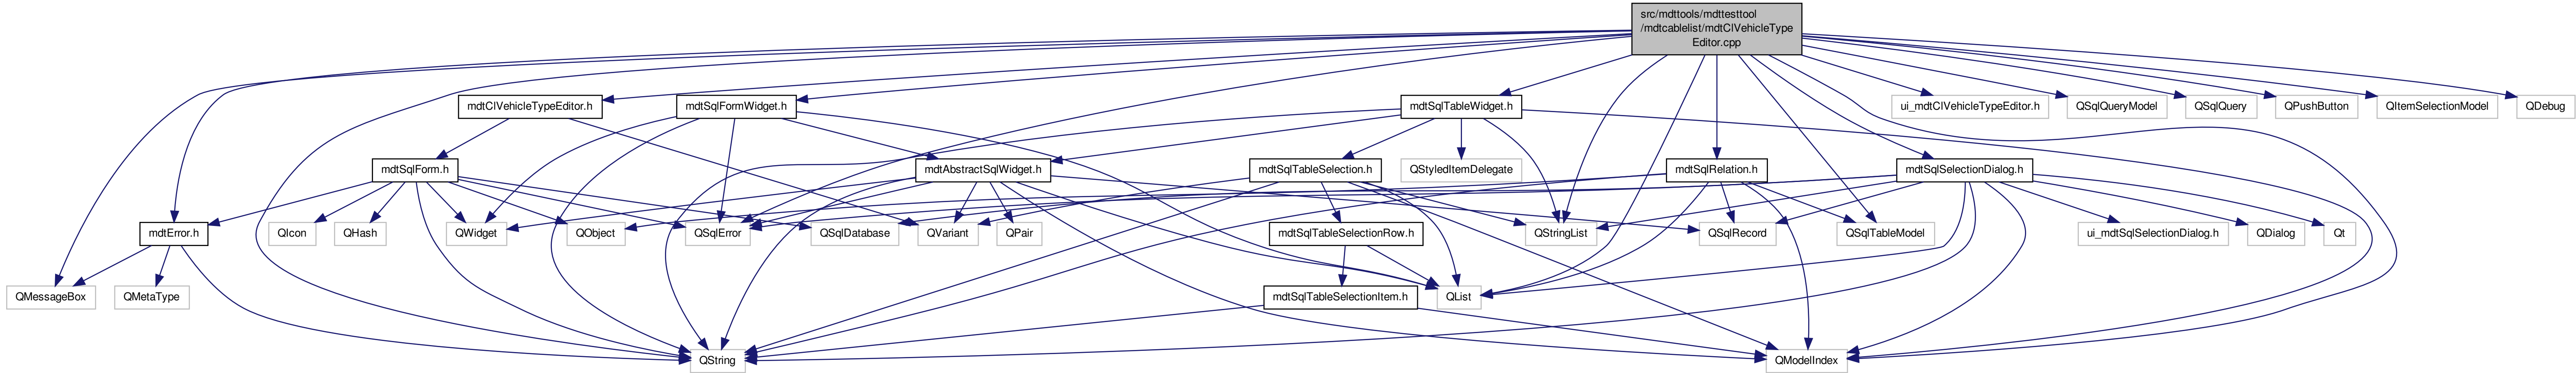 src/mdttools/mdttesttool
/mdtcablelist/mdtClVehicleType
Editor.cpp
mdtClVehicleTypeEditor.h
mdtSqlFormWidget.h
mdtSqlTableWidget.h
ui_mdtClVehicleTypeEditor.h
QSqlQueryModel
QSqlQuery
QPushButton
QItemSelectionModel
QDebug
mdtSqlForm.h
mdtAbstractSqlWidget.h
mdtSqlTableSelection.h
QStyledItemDelegate
mdtSqlRelation.h
mdtSqlSelectionDialog.h
mdtError.h
QIcon
QHash
QWidget
QObject
QSqlError
QSqlDatabase
QVariant
QPair
mdtSqlTableSelectionRow.h
QStringList
QSqlRecord
QSqlTableModel
ui_mdtSqlSelectionDialog.h
QDialog
Qt
QMessageBox
QMetaType
mdtSqlTableSelectionItem.h
QList
QString
QModelIndex